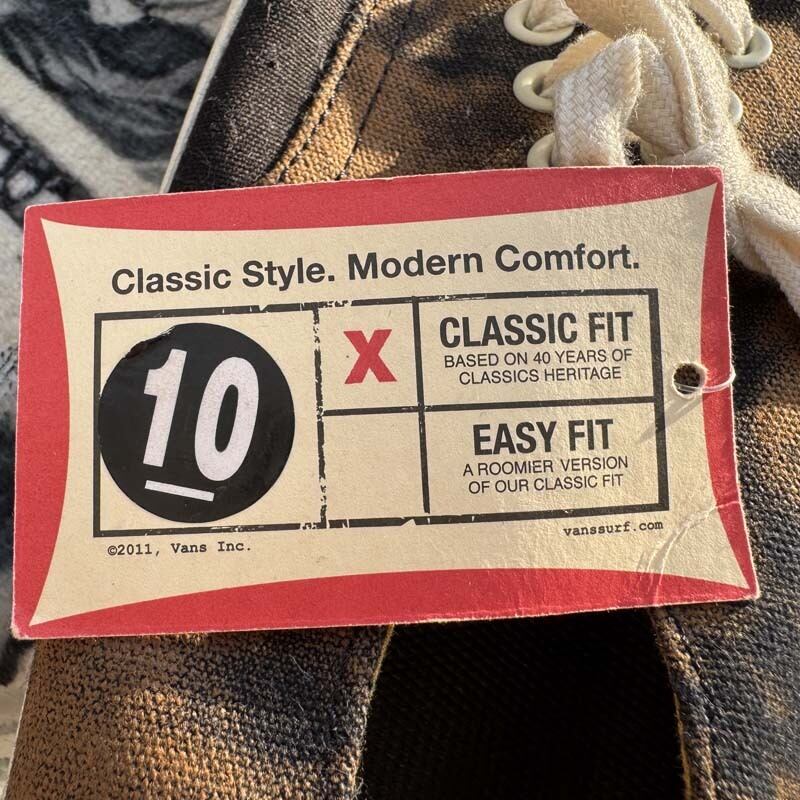 Classic Style. Modern Comfort.
10
X
CLASSIC FIT
BASED ON 40 YEARS OF
CLASSICS HERITAGE
EASY FIT
A ROOMIER VERSION
OF OUR CLASSIC FIT
©2011, Vans Inc.
vanssurf.com